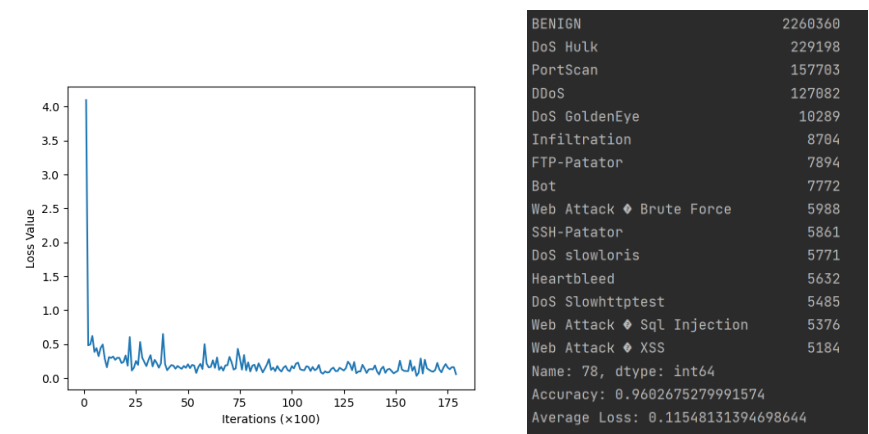 4.0
3.5
3.0
2.5
2.0
1.5
1.0
0.5
0.0
Loss Value
0 25 50 75 100 125 150 175
Iterations (×100)
BENIGN 2260360
DoS Hulk 229198
PortScan 157703
DDoS 127082
DoS GoldenEye 10289
Infiltration 8704
FTP-Patator 7894
Bot 7772
Web Attack � Brute Force 5988
SSH-Patator 5861
DoS slowloris 5771
Heartbleed 5632
DoS Slowhttptest 5485
Web Attack � Sql Injection 5376
Web Attack � XSS 5184
Name: 78, dtype: int64
Accuracy: 0.9602675279991574
Average Loss: 0.11548131394698644